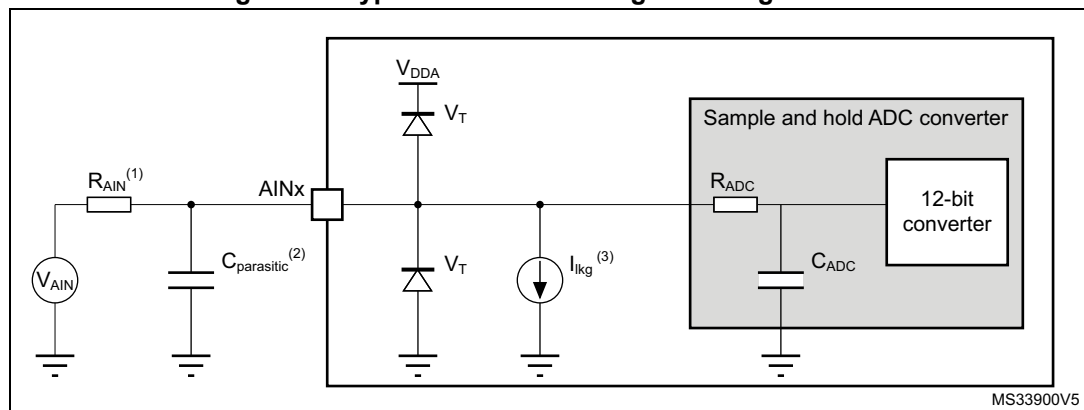 V_DDA
V_T
Sample and hold ADC converter
R_AIN^(1)
AINx
R_ADC
12-bit
converter
C_parasitic^(2)
V_T
I_lkg^(3)
C_ADC
V_AIN
MS33900V5